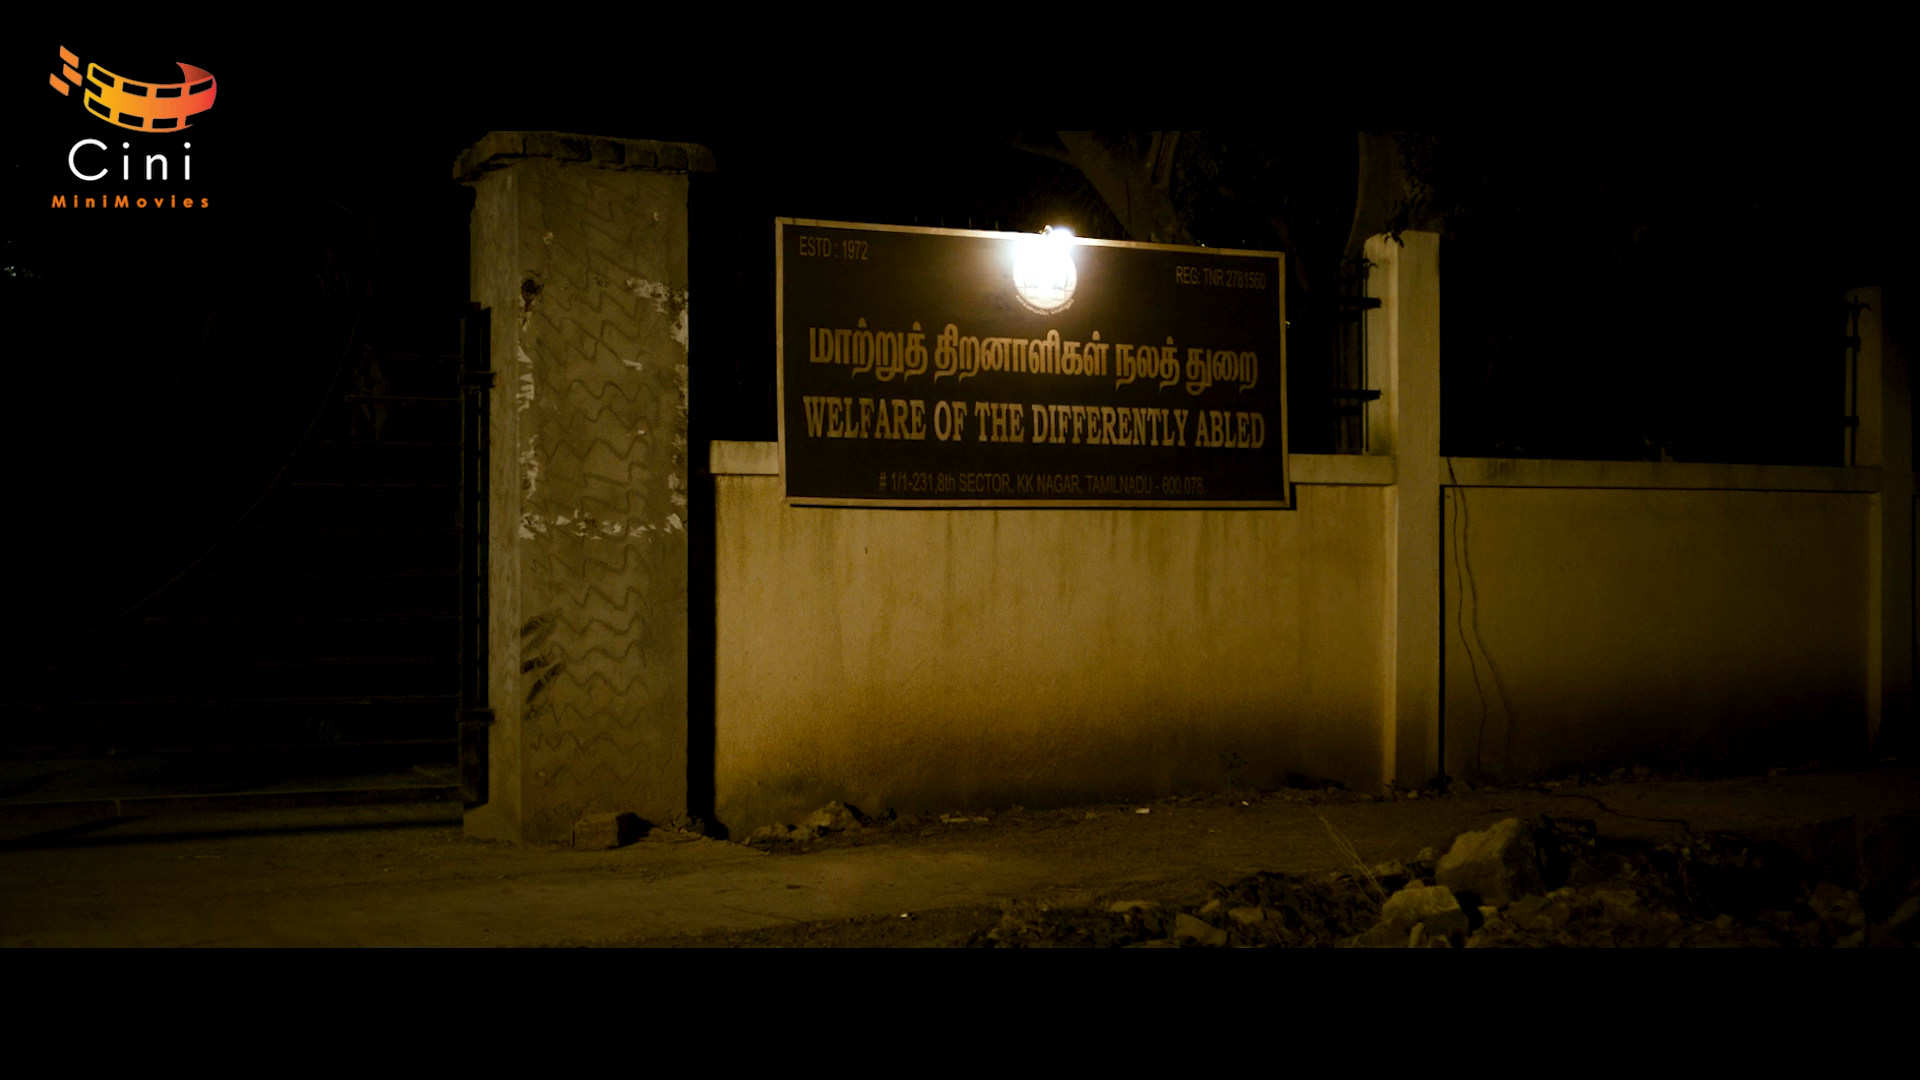 Cini
MiniMovies
ESTD : 1972
REG: TNR 2781560
மாற்றுத் திறனாளிகள் நலத் துறை
WELFARE OF THE DIFFERENTLY ABLED
# 1/1-231,8th SECTOR, KK NAGAR, TAMILNADU - 600 078.